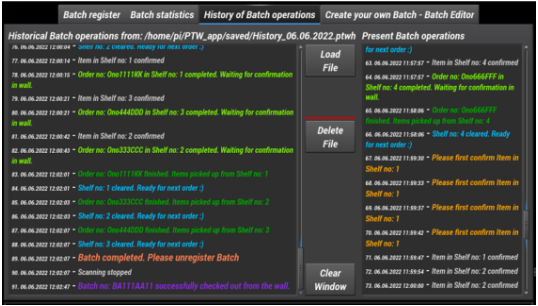 Batch register Batch statistics History of Batch operations Create your own Batch - Batch Editor
Historical Batch operations from: /home/pi/PTW_app/saved/History_06.06.2022.ptwh
76. 06.06.2022 12:00:04 - Shelf no: 2 cleared. Ready for next order :)
77. 06.06.2022 12:00:14 - Item in Shelf no: 1 confirmed
78. 06.06.2022 12:00:15 - Order no: Ono1111KK in Shelf no: 1 completed. Waiting for confirmation
in wall.
79. 06.06.2022 12:00:21 - Item in Shelf no: 3 confirmed
80. 06.06.2022 12:00:21 - Order no: Ono444DDD in Shelf no: 3 completed. Waiting for confirmation
in wall.
81. 06.06.2022 12:00:42 - Item in Shelf no: 2 confirmed
82. 06.06.2022 12:00:43 - Order no: Ono333CCC in Shelf no: 2 completed. Waiting for confirmation
in wall.
83. 06.06.2022 12:02:01 - Order no: Ono1111KK finished. Items picked up from Shelf no: 1
84. 06.06.2022 12:02:01 - Shelf no: 1 cleared. Ready for next order :)
85. 06.06.2022 12:02:03 - Order no: Ono333CCC finished. Items picked up from Shelf no: 2
86. 06.06.2022 12:02:03 - Shelf no: 2 cleared. Ready for next order :)
87. 06.06.2022 12:02:07 - Order no: Ono444DDD finished. Items picked up from Shelf no: 3
88. 06.06.2022 12:02:07 - Shelf no: 3 cleared. Ready for next order :)
89. 06.06.2022 12:02:07 - Batch completed. Please unregister Batch
90. 06.06.2022 12:02:07 - Scanning stopped
91. 06.06.2022 12:02:47 - Batch no: BA111AA11 successfully checked out from the wall.
Load
File
Delete
File
Clear
Window
Present Batch operations
for next order :)
63. 06.06.2022 11:57:57 - Item in Shelf no: 4 confirmed
64. 06.06.2022 11:57:57 - Order no: Ono666FFF in
Shelf no: 4 completed. Waiting for confirmation in
wall.
65. 06.06.2022 11:58:06 - Order no: Ono666FFF
finished. Items picked up from Shelf no: 4
66. 06.06.2022 11:58:06 - Shelf no: 4 cleared. Ready
for next order :)
67. 06.06.2022 11:59:30 - Please first confirm Item in
Shelf no: 1
68. 06.06.2022 11:59:33 - Please first confirm Item in
Shelf no: 1
69. 06.06.2022 11:59:37 - Please first confirm Item in
Shelf no: 1
70. 06.06.2022 11:59:42 - Please first confirm Item in
Shelf no: 1
71. 06.06.2022 11:59:47 - Item in Shelf no: 1 confirmed
72. 06.06.2022 11:59:54 - Item in Shelf no: 2 confirmed
73. 06.06.2022 12:00:00 - Item in Shelf no: 2 confirmed